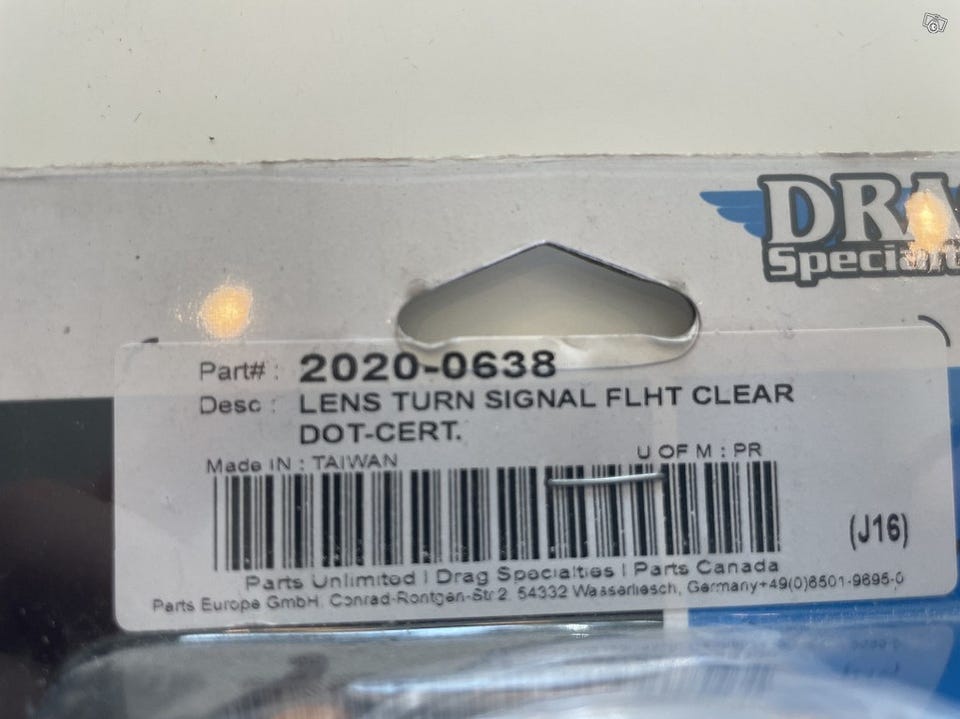 DRA
Special
Part# : 2020-0638
Desc : LENS TURN SIGNAL FLHT CLEAR
DOT-CERT.
Made IN : TAIWAN U OF M : PR
(J16)
Parts Unlimited | Drag Specialties | Parts Canada
Parts Europe GmbH, Conrad-Rontgen-Str 2, 54332 Wasserliesch, Germany+49(0)6501-9695-0